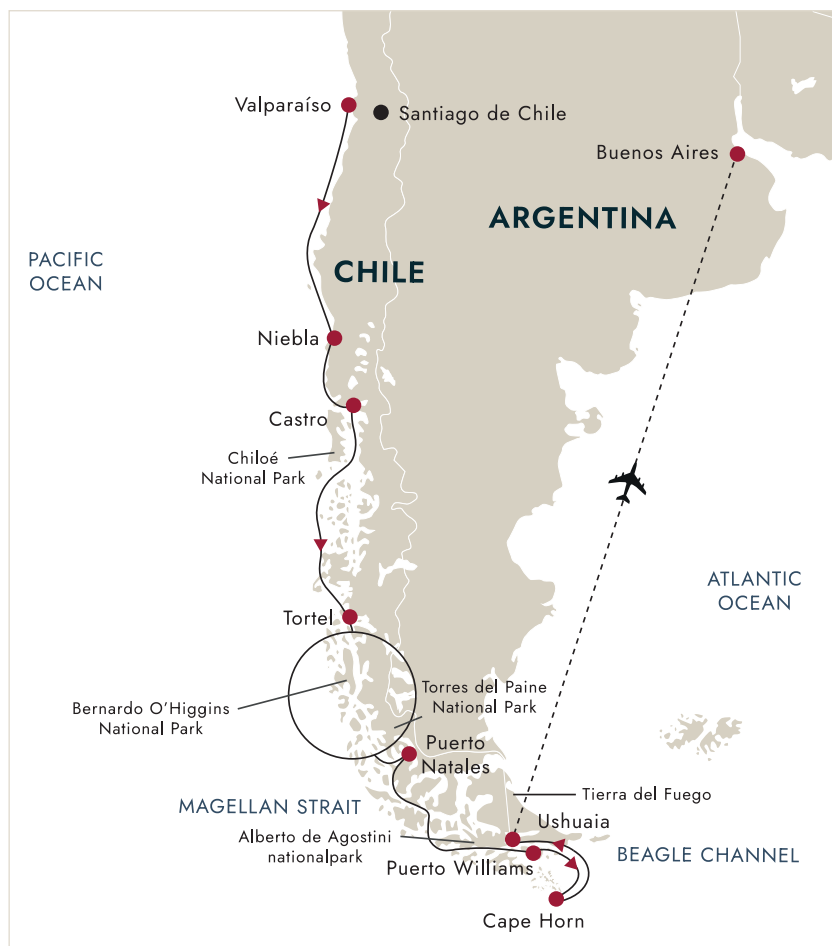 Valparaíso
Santiago de Chile
Buenos Aires
ARGENTINA
PACIFIC
OCEAN
CHILE
Niebla
Castro
Chiloé
National Park
ATLANTIC
OCEAN
Tortel
Torres del Paine
National Park
Bernardo O’Higgins
National Park
Puerto
Natales
Tierra del Fuego
MAGELLAN STRAIT
Ushuaia
Alberto de Agostini
nationalpark
BEAGLE CHANNEL
Puerto Williams
Cape Horn